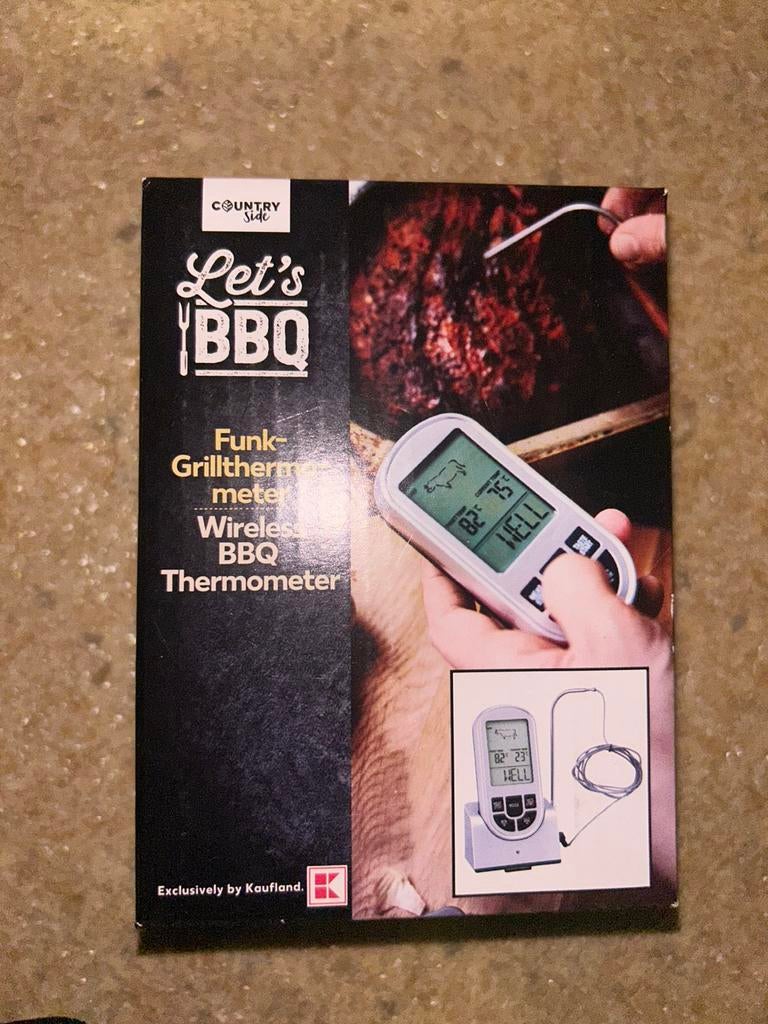 COUNTRY
Side
Let's
BBQ
Funk-
Grillthermo-
meter
Wireless
BBQ
Thermometer
82° 75°
WELL
82° 23°
WELL
Exclusively by Kaufland.
K